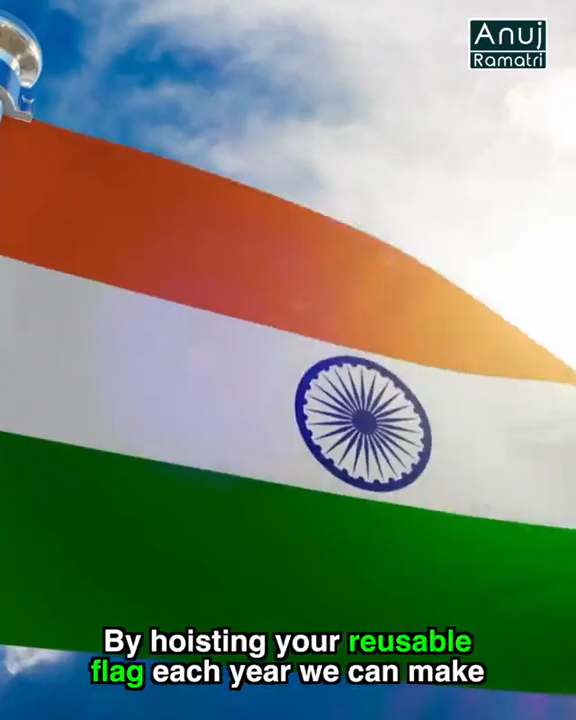 Anuj
Ramatri
By hoisting your reusable
flag each year we can make